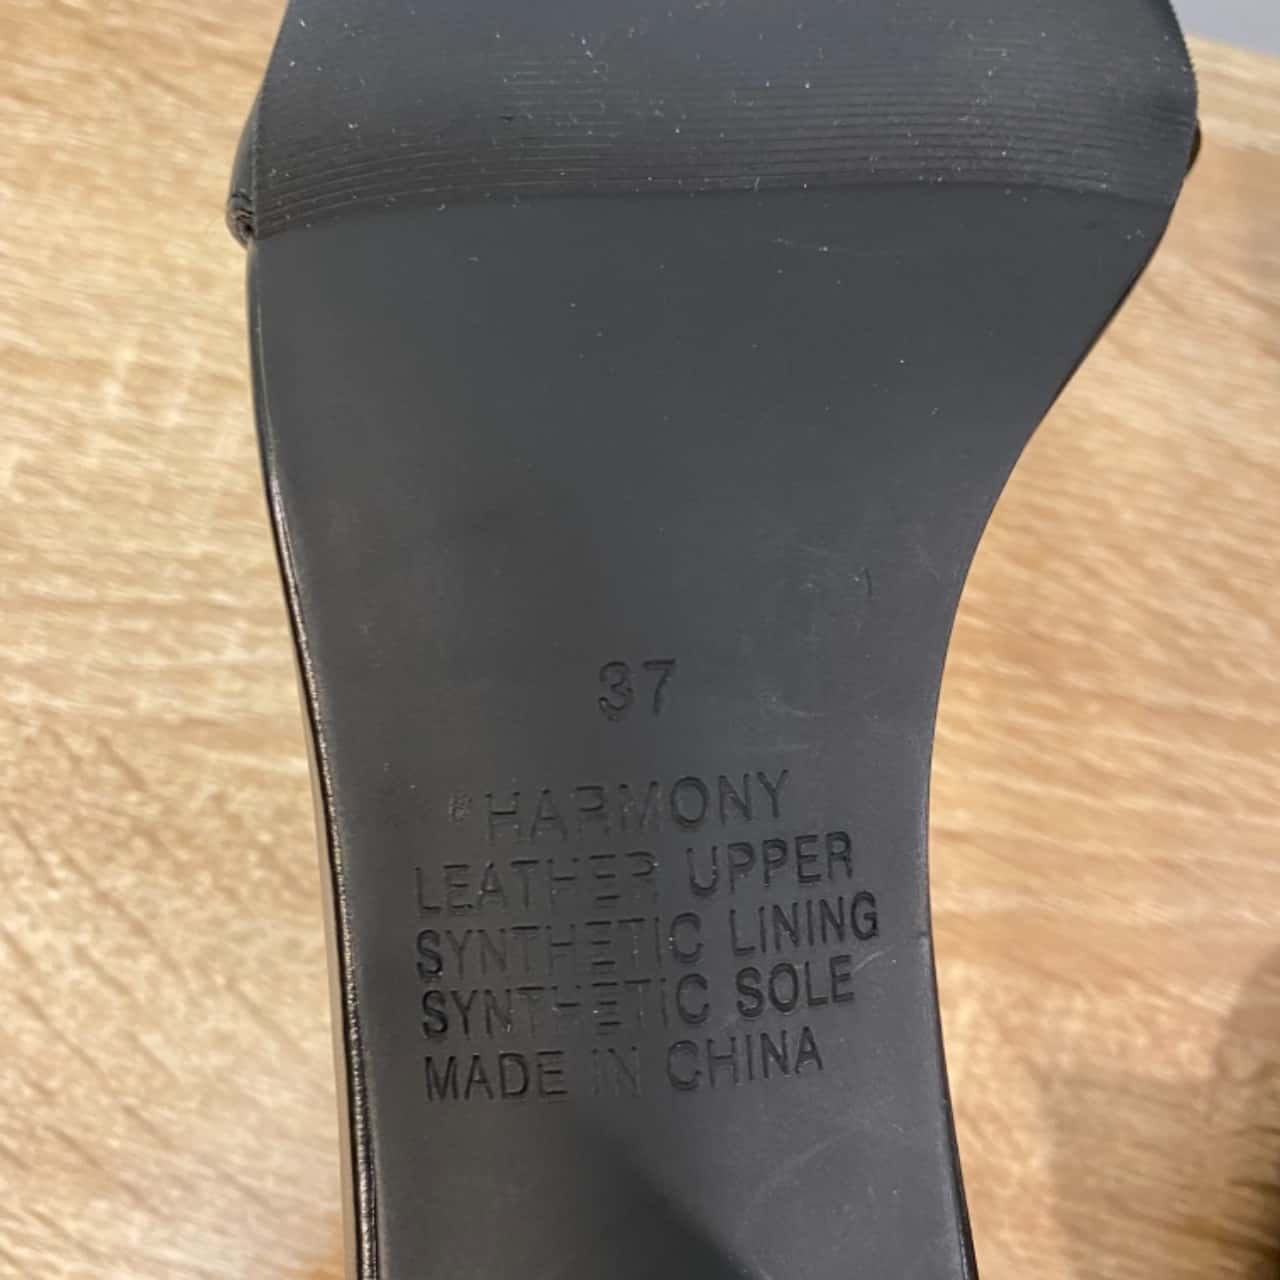 37
HARMONY
LEATHER UPPER
SYNTHETIC LINING
SYNTHETIC SOLE
MADE IN CHINA